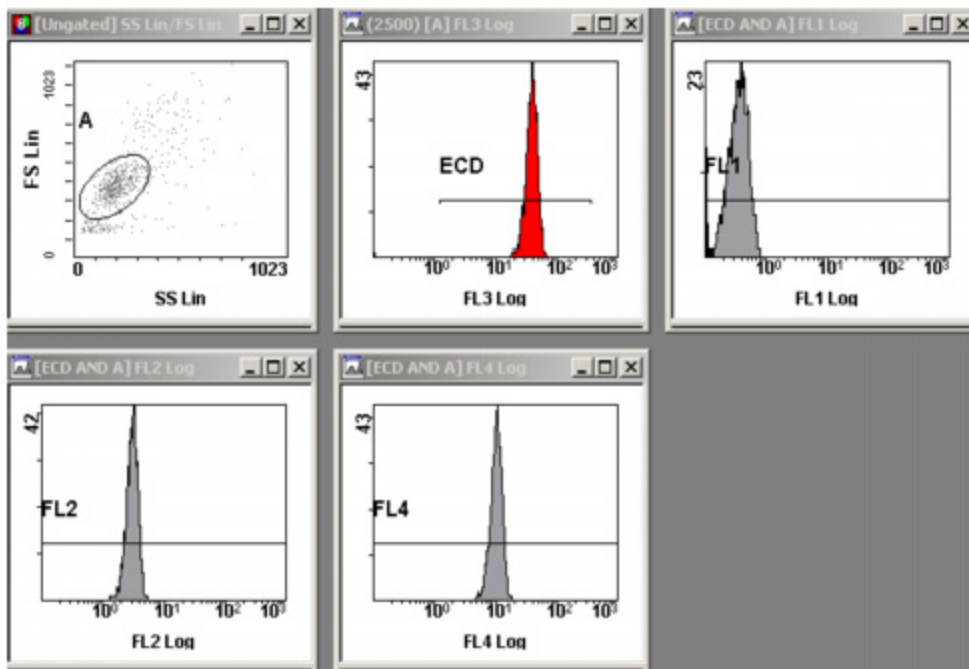 [Ungated] SS Lin/FS Lin
1023
A
FS Lin
0
0 1023
SS Lin
(2500) [A] FL3 Log
43
ECD
10⁰ 10¹ 10² 10³
FL3 Log
[ECD AND A] FL1 Log
23
FL1
10⁰ 10¹ 10² 10³
FL1 Log
[ECD AND A] FL2 Log
42
FL2
10⁰ 10¹ 10² 10³
FL2 Log
[ECD AND A] FL4 Log
43
FL4
10⁰ 10¹ 10² 10³
FL4 Log